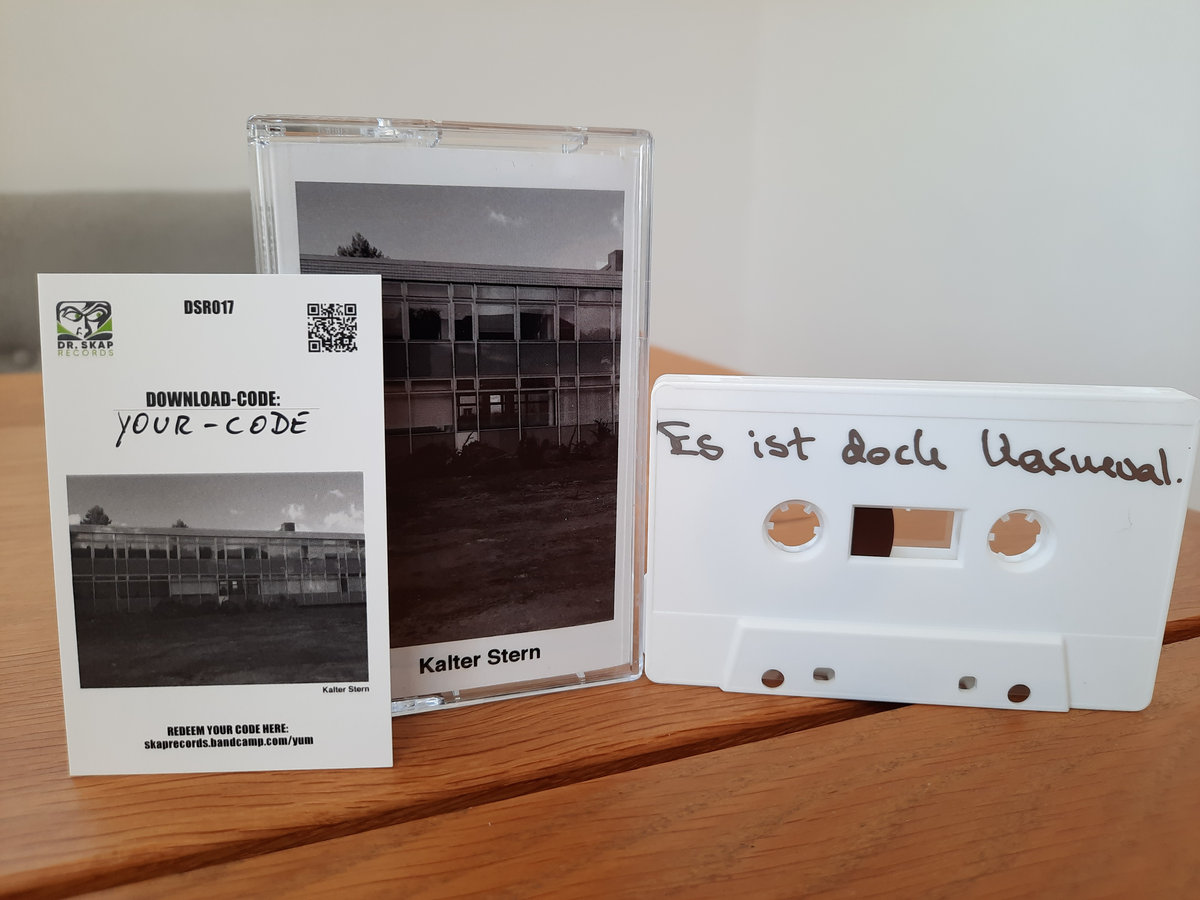 DSR017
DR. SKAP
RECORDS
DOWNLOAD-CODE:
YOUR-CODE
Kalter Stern
REDEEM YOUR CODE HERE:
skaprecords.bandcamp.com/yum
Kalter Stern
Es ist doch Karneval.